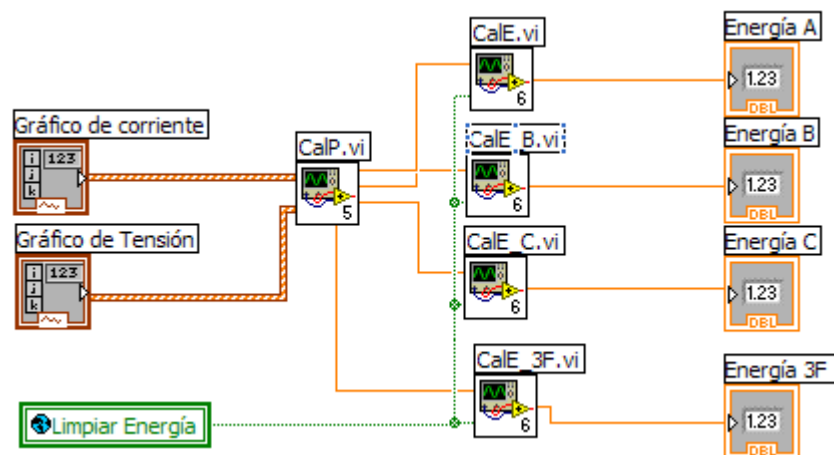 CalE.vi
Energía A
6
1.23
DBL
Gráfico de corriente
i
j
k
123
CalP.vi
5
CalE_B.vi
Energía B
6
1.23
DBL
Gráfico de Tensión
i
j
k
123
CalE_C.vi
Energía C
6
1.23
DBL
CalE_3F.vi
Energía 3F
6
1.23
DBL
Limpiar Energía